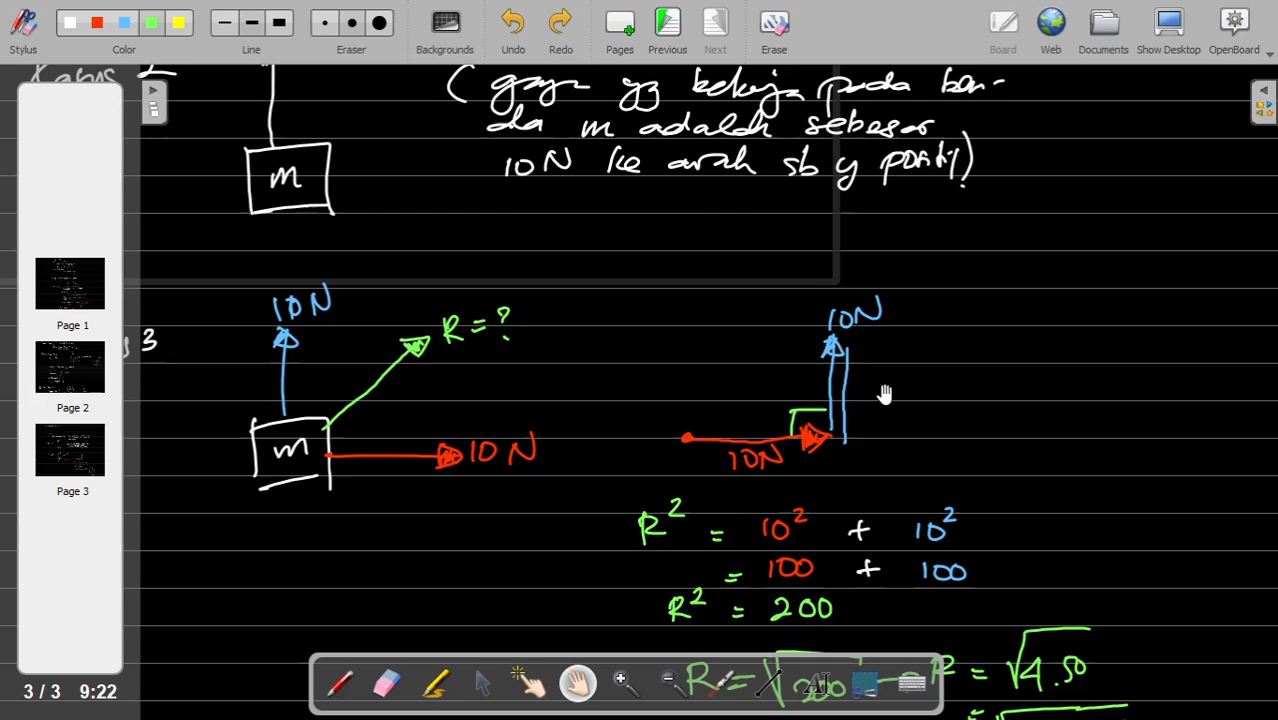 Stylus
Color
Line
Eraser
Backgrounds
Undo
Redo
Pages
Previous
Next
Erase
Board
Web
Documents
Show Desktop
OpenBoard
Kasus 2
m
( gaya yg bekerja pada ben-
da m adalah sebesar
10N ke arah sb y positif)
Page 1
Page 2
Page 3
3 / 3 9:22
3
10N
R = ?
m
10 N
10N
10N
R² = 10² + 10²
= 100 + 100
R² = 200
R = √200
R = √4.50
=